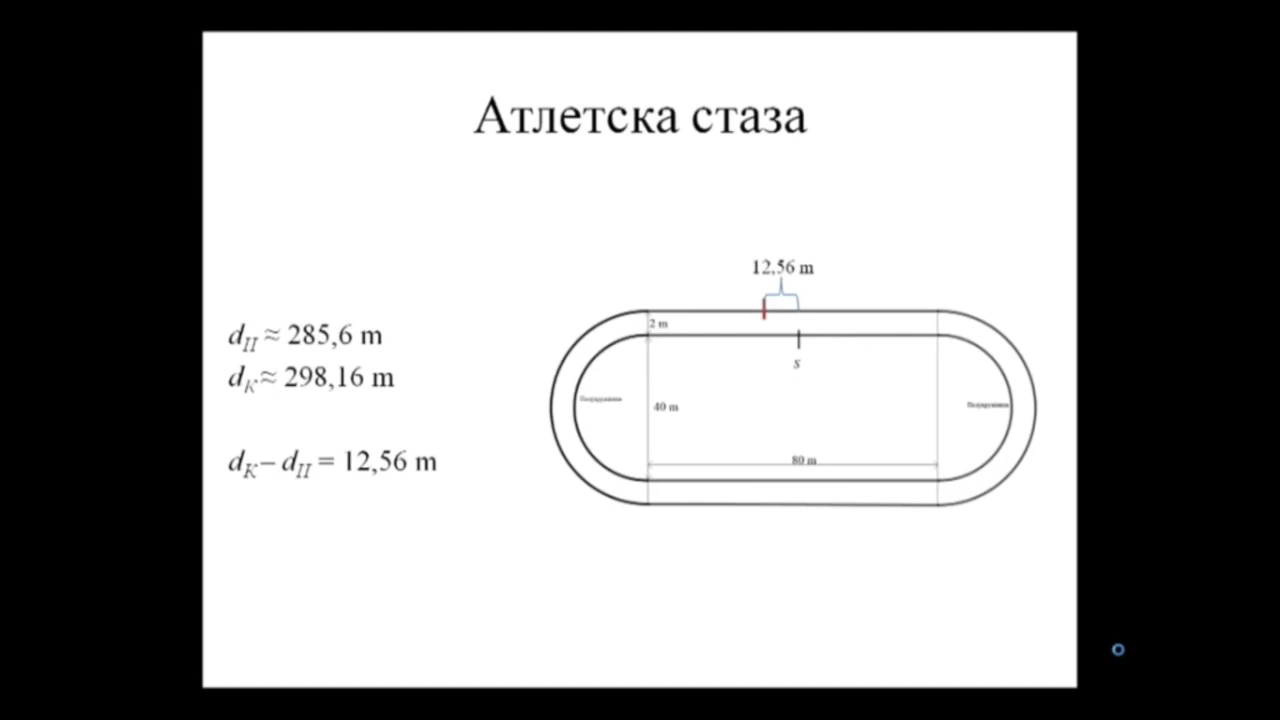 Атлетска стаза
12,56 m
d_II ≈ 285,6 m
d_K ≈ 298,16 m
d_K – d_II = 12,56 m
2 m
s
40 m
80 m